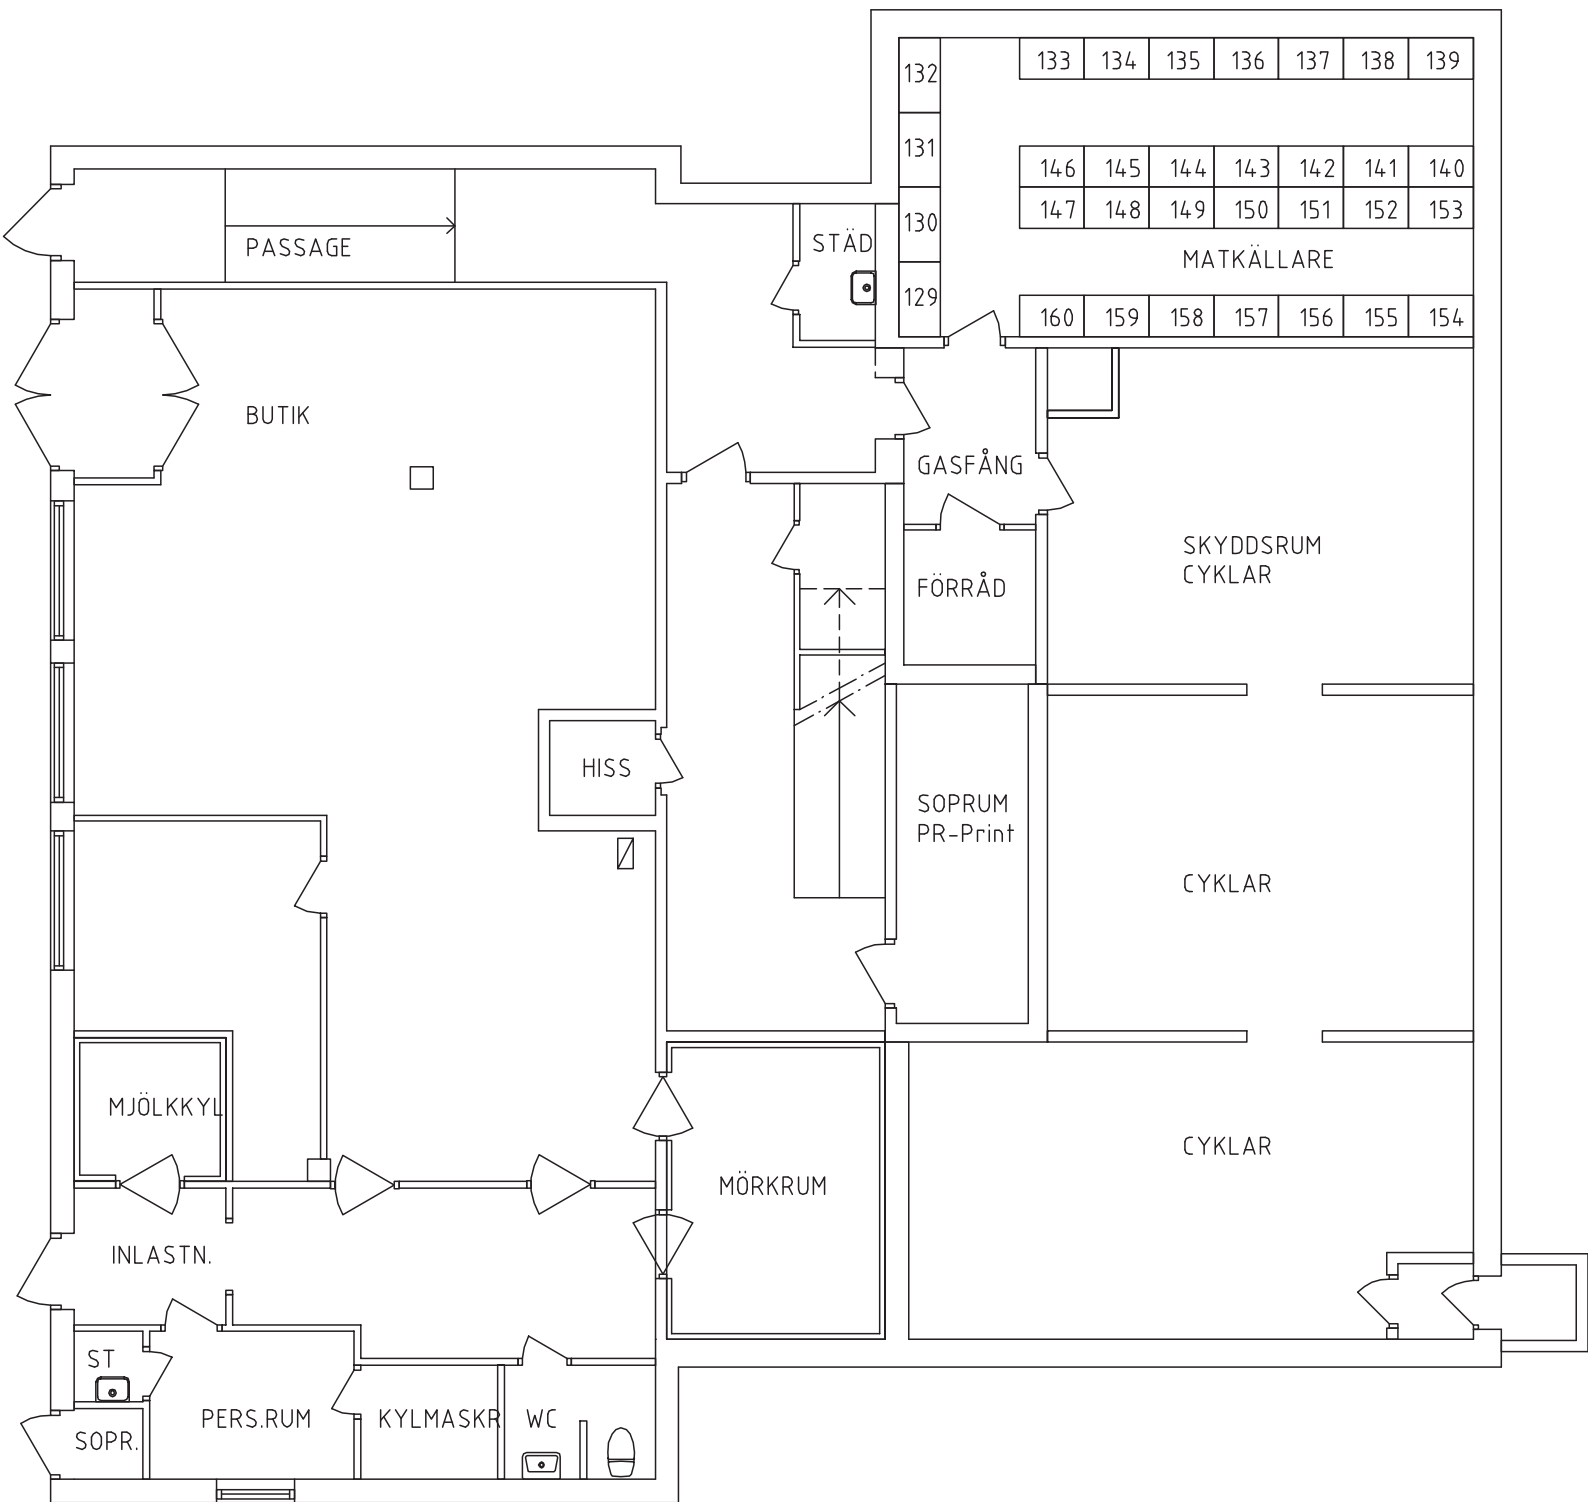 132
133 134 135 136 137 138 139
131
146 145 144 143 142 141 140
147 148 149 150 151 152 153
130
129
STÄD
PASSAGE
MATKÄLLARE
160 159 158 157 156 155 154
BUTIK
GASFÅNG
SKYDDSRUM
CYKLAR
FÖRRÅD
HISS
SOPRUM
PR-Print
CYKLAR
MJÖLKKYL
CYKLAR
MÖRKRUM
INLASTN.
ST
PERS.RUM
KYLMASKR
WC
SOPR.